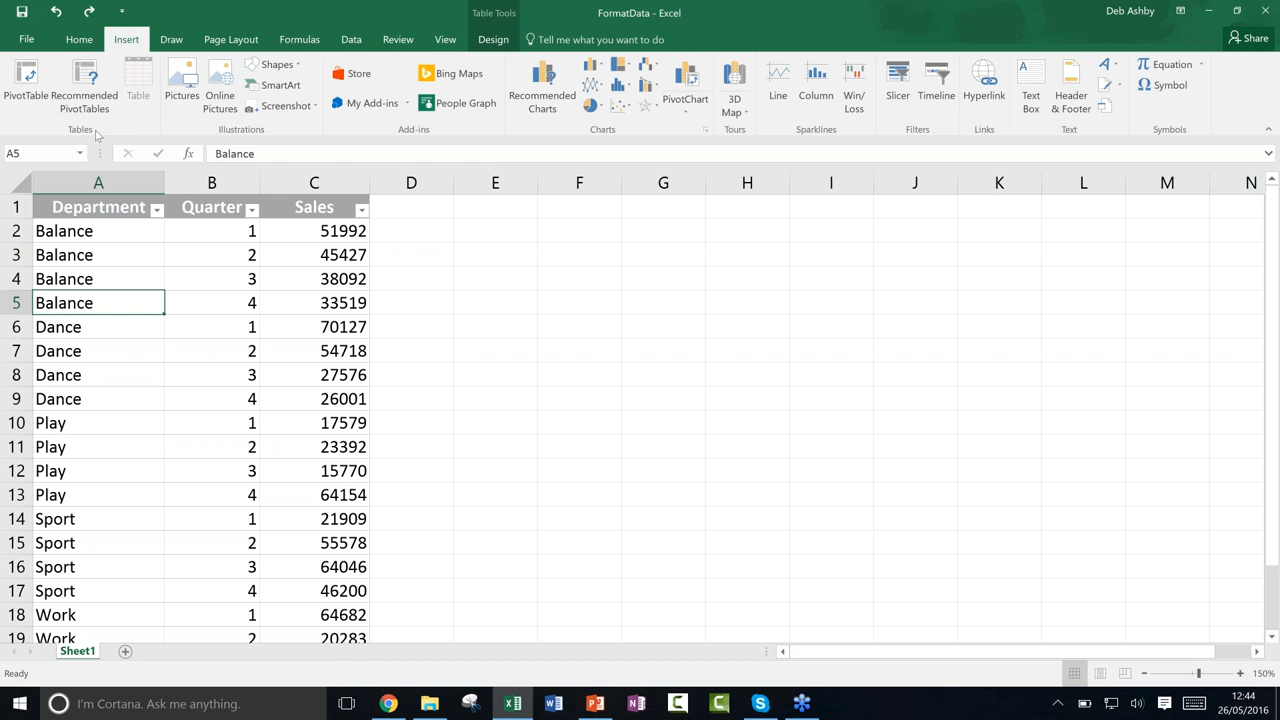 Table Tools
FormatData - Excel
Deb Ashby
File Home Insert Draw Page Layout Formulas Data Review View Design Tell me what you want to do Share
PivotTable
Recommended
PivotTables
Table
Pictures
Online
Pictures
Shapes
SmartArt
Screenshot
Store
My Add-ins
Bing Maps
People Graph
Recommended
Charts
PivotChart
3D
Map
Line
Column
Win/
Loss
Slicer
Timeline
Hyperlink
Text
Box
Header
& Footer
Equation
Symbol
Tables Illustrations Add-ins Charts Tours Sparklines Filters Links Text Symbols
A5 fx Balance
A B C D E F G H I J K L M N
1 Department Quarter Sales
2 Balance 1 51992
3 Balance 2 45427
4 Balance 3 38092
5 Balance 4 33519
6 Dance 1 70127
7 Dance 2 54718
8 Dance 3 27576
9 Dance 4 26001
10 Play 1 17579
11 Play 2 23392
12 Play 3 15770
13 Play 4 64154
14 Sport 1 21909
15 Sport 2 55578
16 Sport 3 64046
17 Sport 4 46200
18 Work 1 64682
19 Work 2 20283
Sheet1
Ready
150%
I'm Cortana. Ask me anything.
12:44
26/05/2016